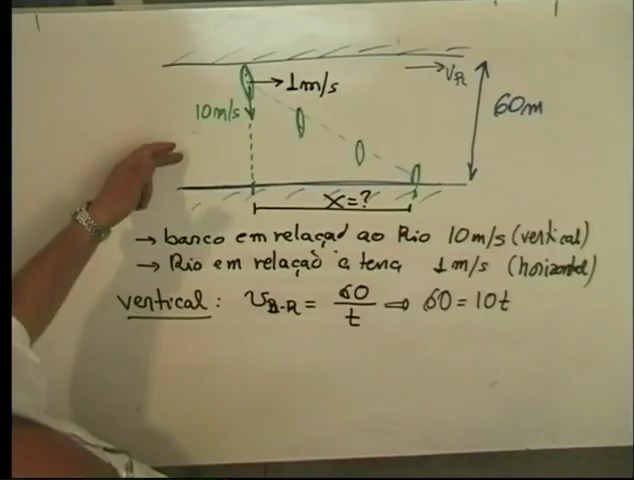 V_R
1m/s
10m/s
60m
X=?
→ barco em relação ao Rio 10m/s (vertical)
→ Rio em relação à terra 1m/s (horizontal)
vertical: V_B-R = 60/t ⇒ 60 = 10t